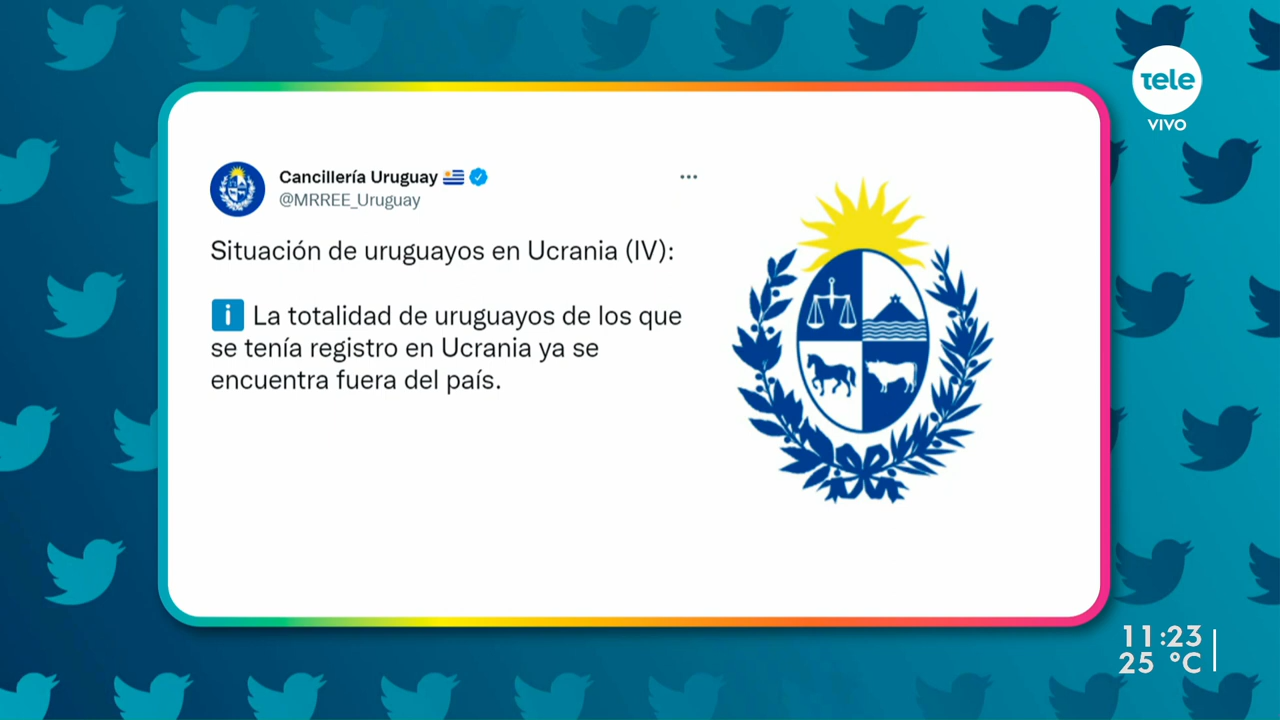 tele
VIVO
Cancillería Uruguay
@MRREE_Uruguay
Situación de uruguayos en Ucrania (IV):
i La totalidad de uruguayos de los que
se tenía registro en Ucrania ya se
encuentra fuera del país.
11:23
25 °C